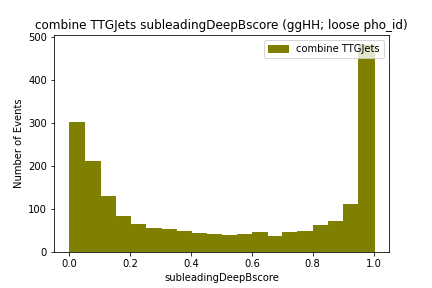 combine TTGJets subleadingDeepBscore (ggHH; loose pho_id)
combine TTGJets
500
400
300
200
100
0
Number of Events
0.0 0.2 0.4 0.6 0.8 1.0
subleadingDeepBscore